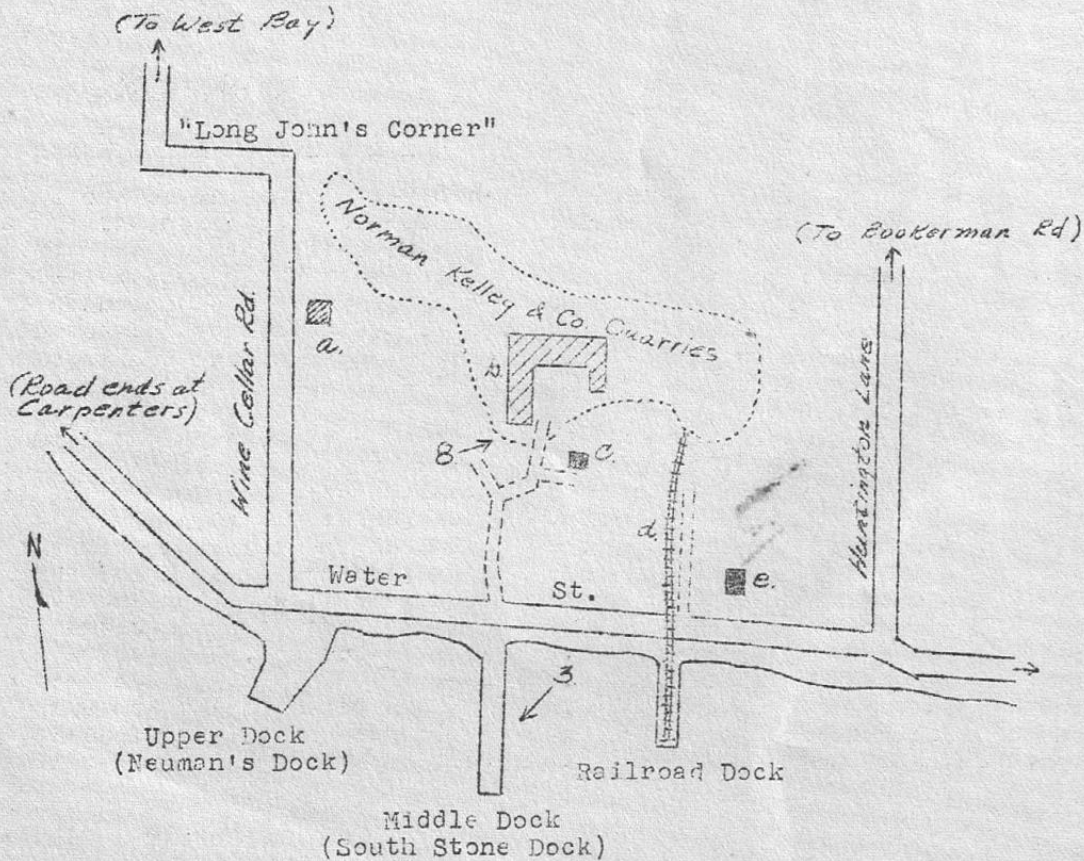 (To West Bay)
"Long John's Corner"
Norman Kelley & Co. Quarries
(To Bookerman Rd)
a.
b.
(Road ends at
Carpenters)
Wine Cellar Rd.
Huntington Lane
8
c.
d.
e.
N
Water St.
3
Upper Dock
(Neuman's Dock)
Railroad Dock
Middle Dock
(South Stone Dock)